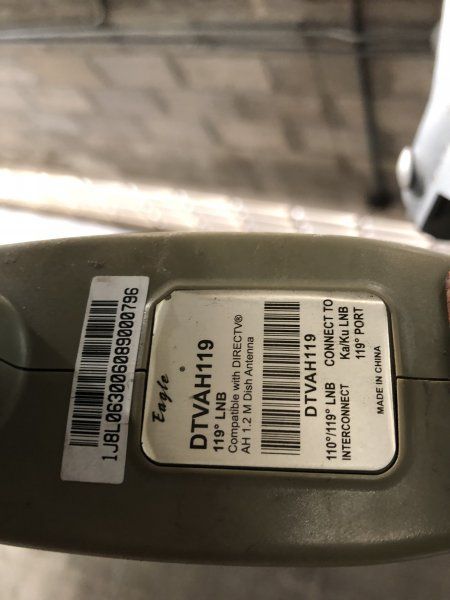 1J8L063006089000796
Eagle®
DTVAH119
119° LNB
Compatible with DIRECTV®
AH 1.2 M Dish Antenna
DTVAH119
110°/119° LNB CONNECT TO
INTERCONNECT Ka/Ku LNB
119° PORT
MADE IN CHINA